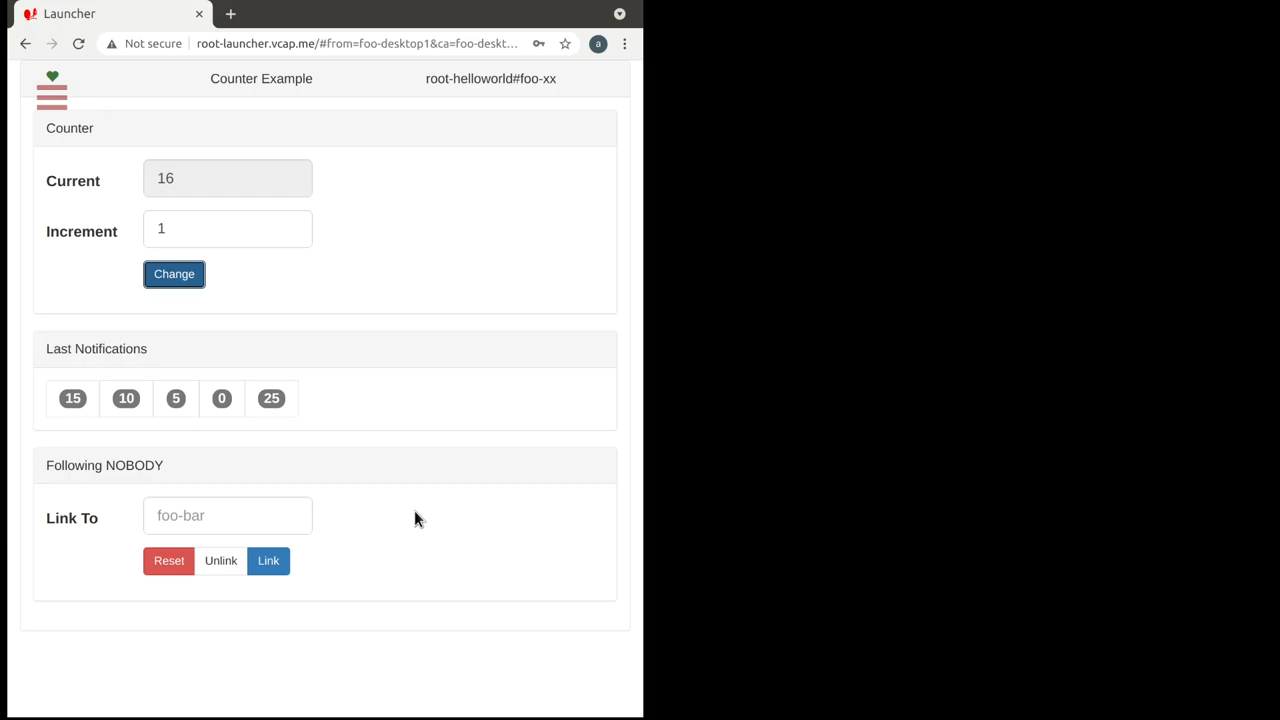 Launcher
Not secure root-launcher.vcap.me/#from=foo-desktop1&ca=foo-deskt... a
Counter Example root-helloworld#foo-xx
Counter
Current 16
Increment 1
Change
Last Notifications
15 10 5 0 25
Following NOBODY
Link To foo-bar
Reset Unlink Link